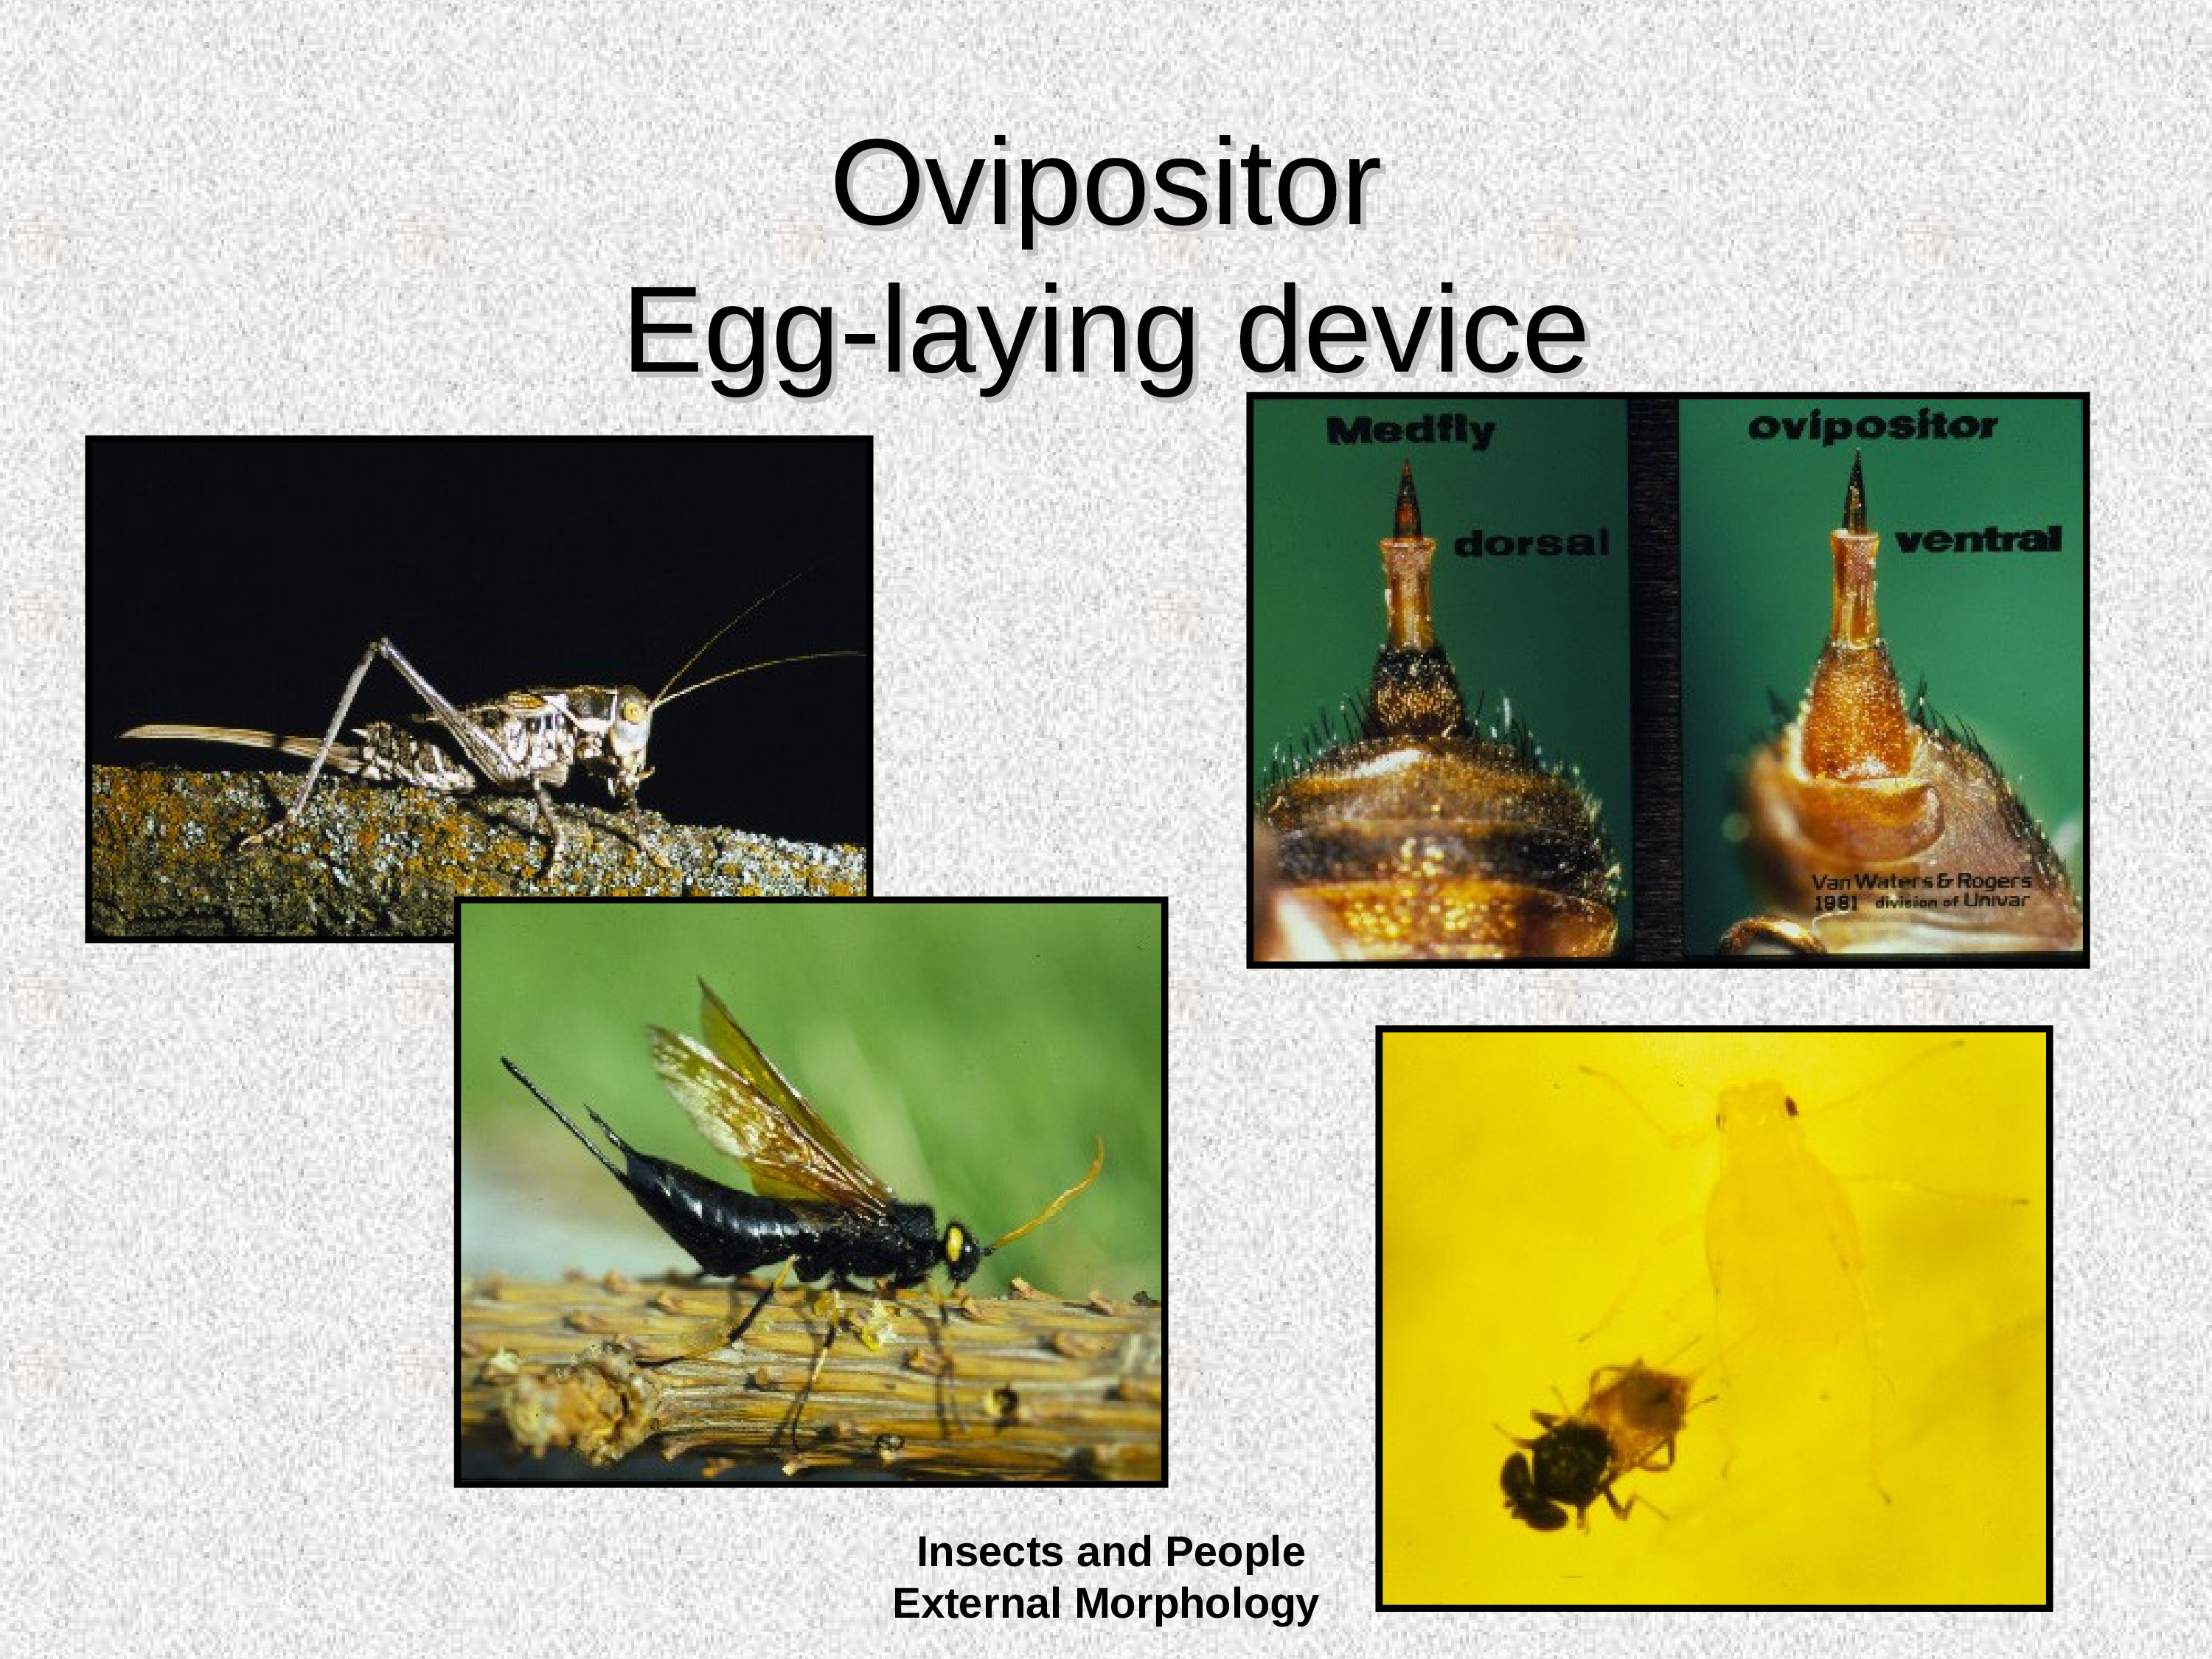 Ovipositor
Egg-laying device
Medfly
dorsal
ovipositor
ventral
Van Waters & Rogers
1981 division of Univar
Insects and People
External Morphology